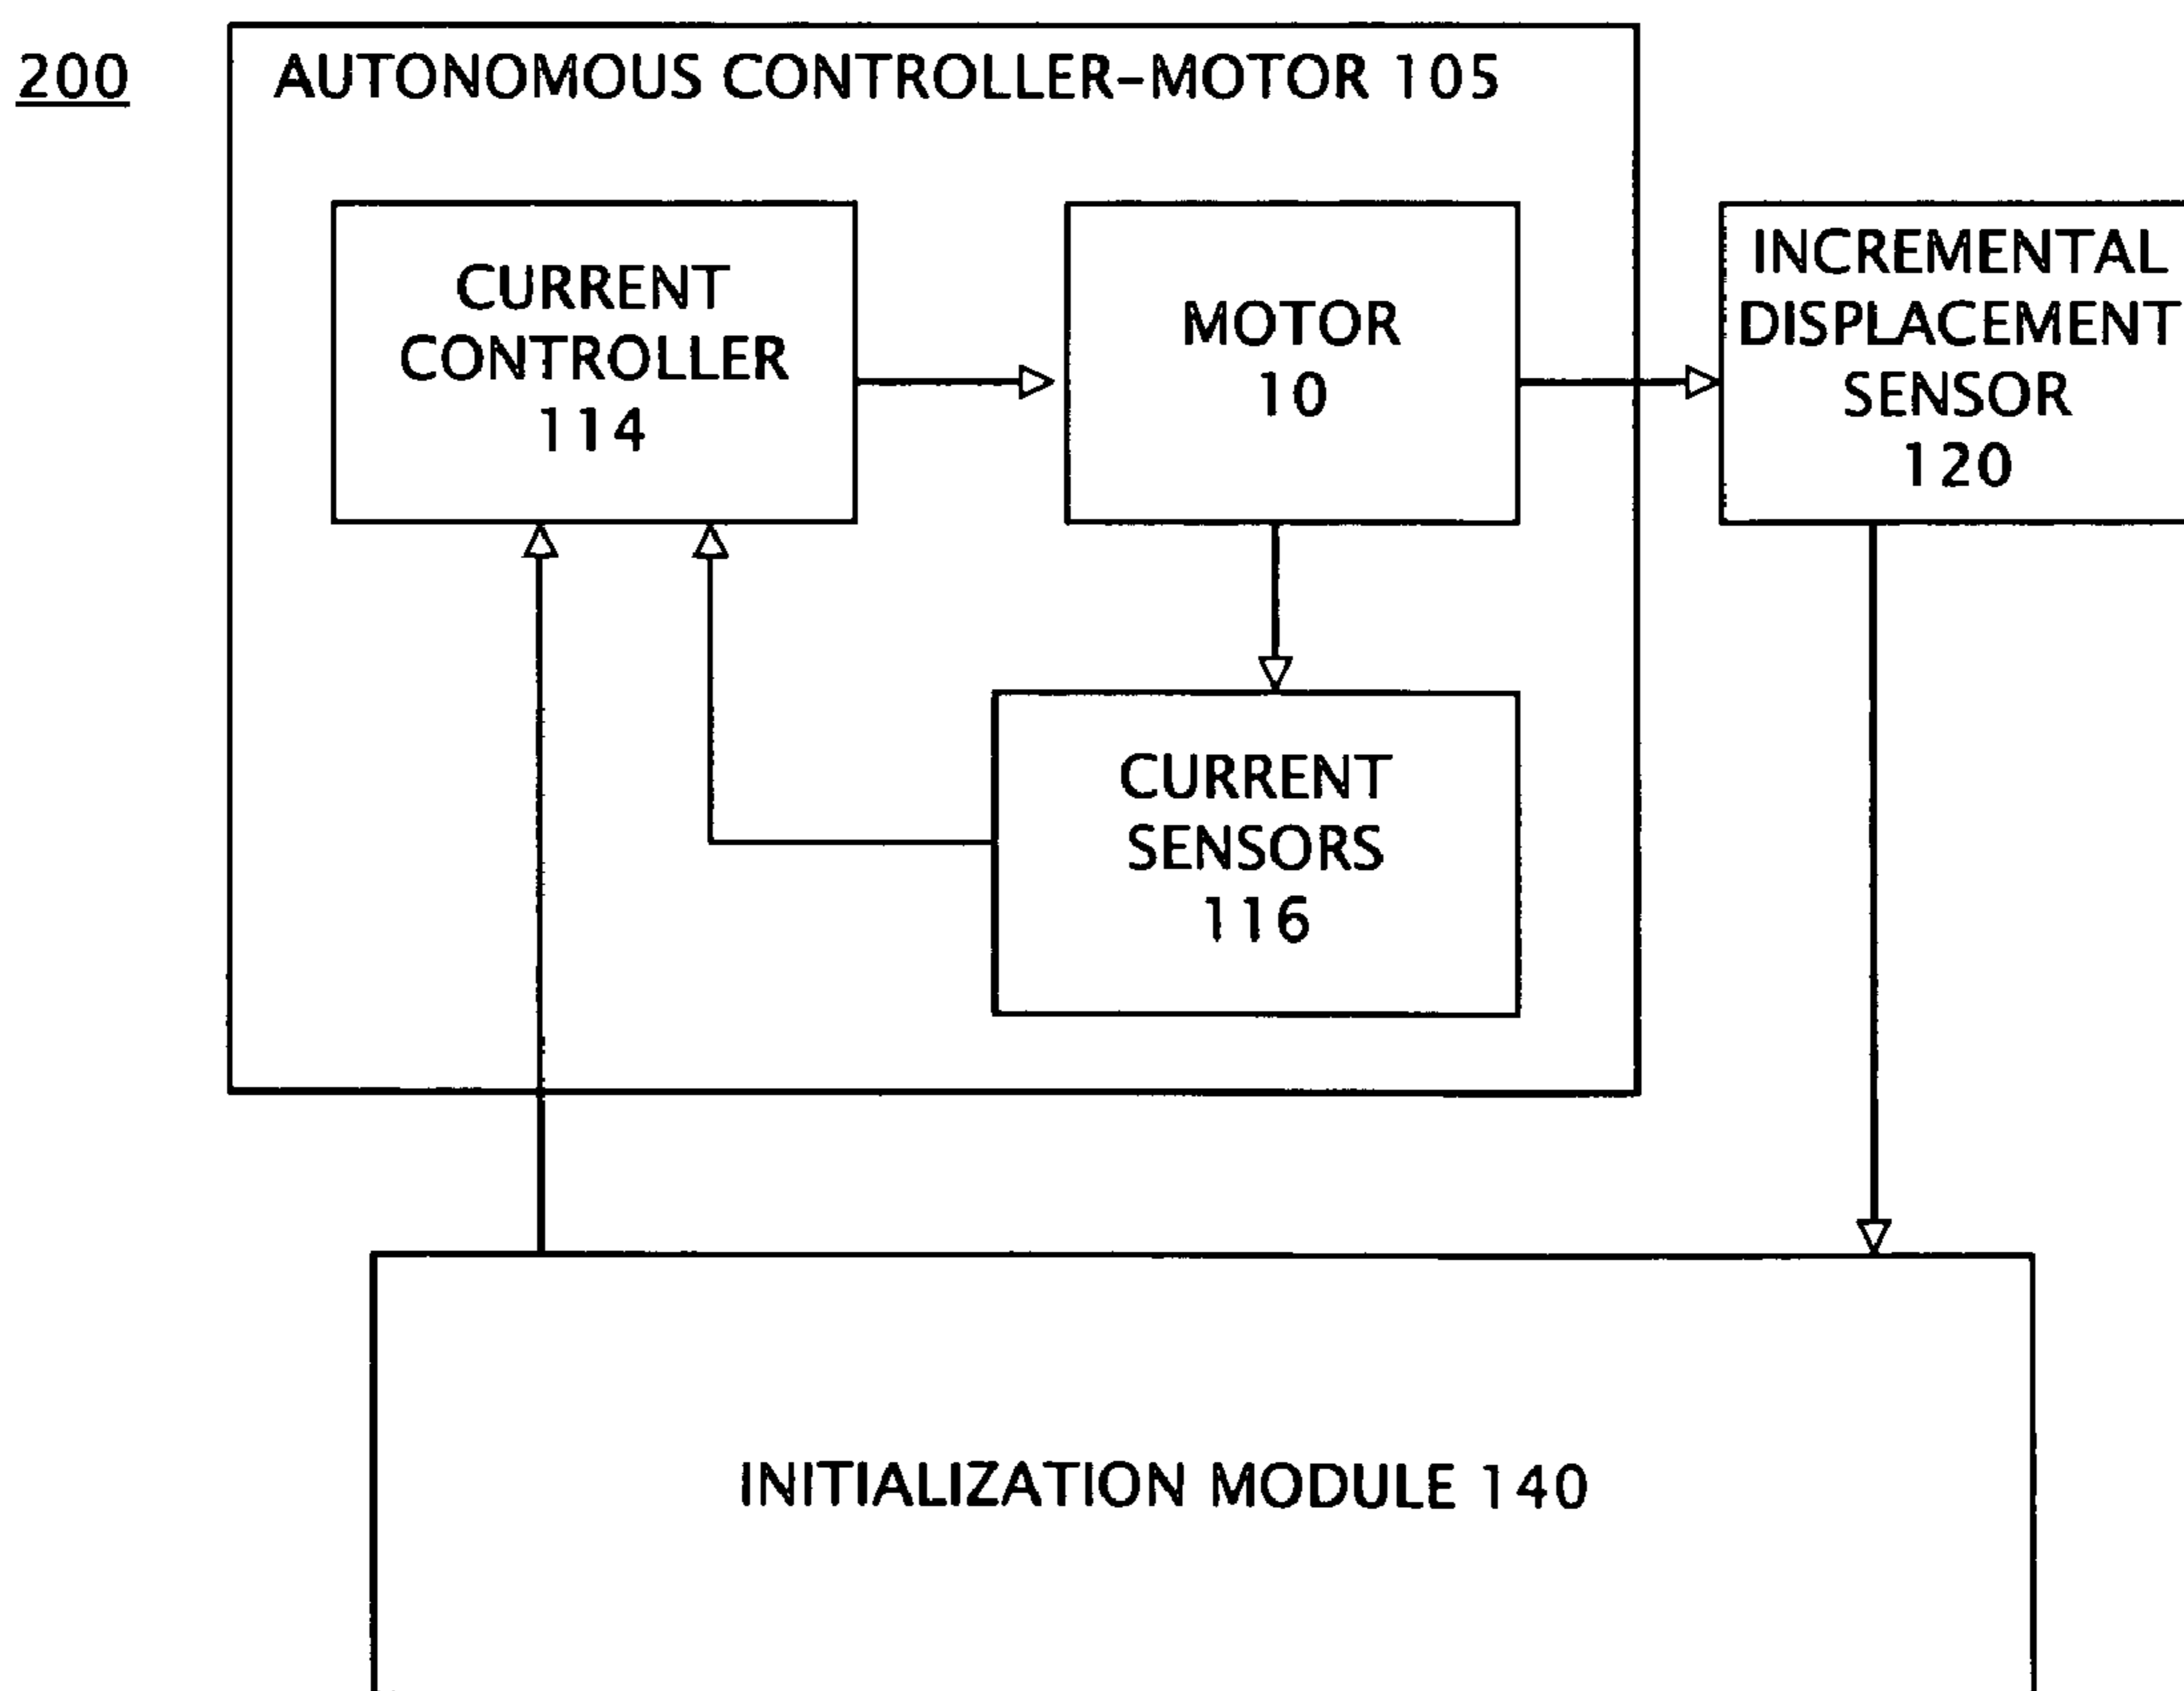 200
AUTONOMOUS CONTROLLER-MOTOR 105
CURRENT
CONTROLLER
114
MOTOR
10
INCREMENTAL
DISPLACEMENT
SENSOR
120
CURRENT
SENSORS
116
INITIALIZATION MODULE 140